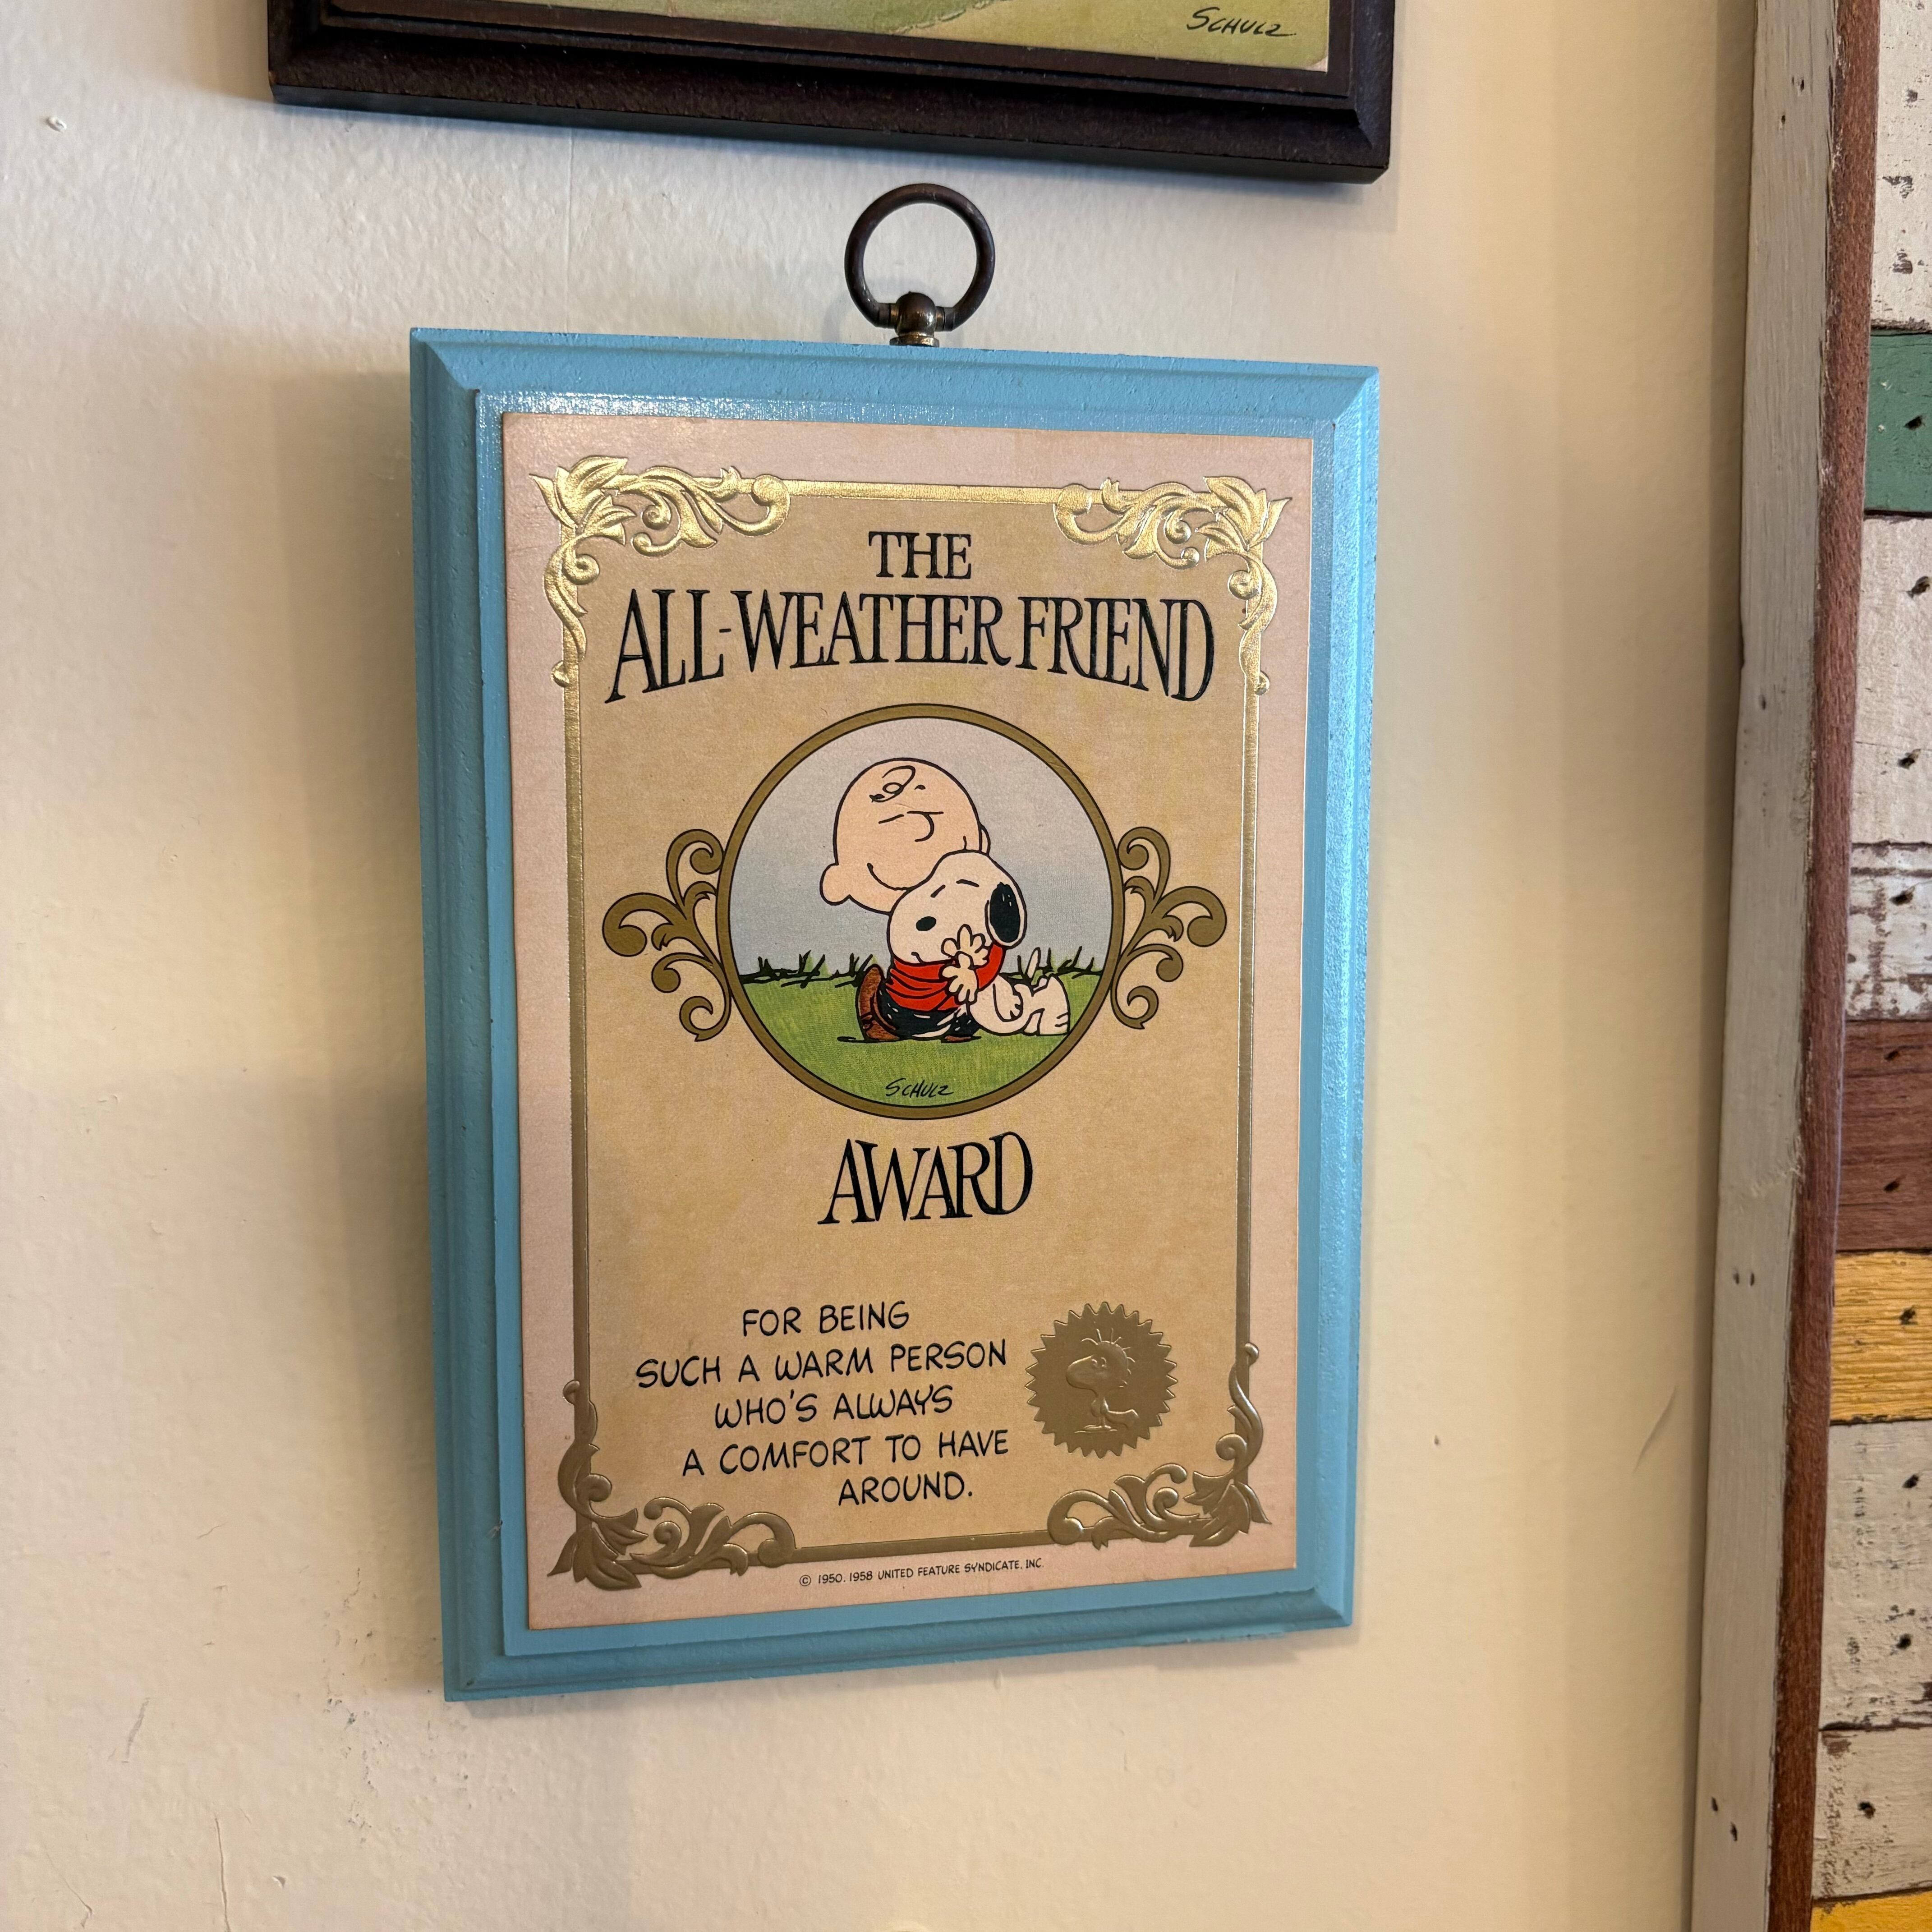 SCHULZ
THE
ALL-WEATHER FRIEND
SCHULZ
AWARD
FOR BEING
SUCH A WARM PERSON
WHO'S ALWAYS
A COMFORT TO HAVE
AROUND.
© 1950, 1958 UNITED FEATURE SYNDICATE, INC.